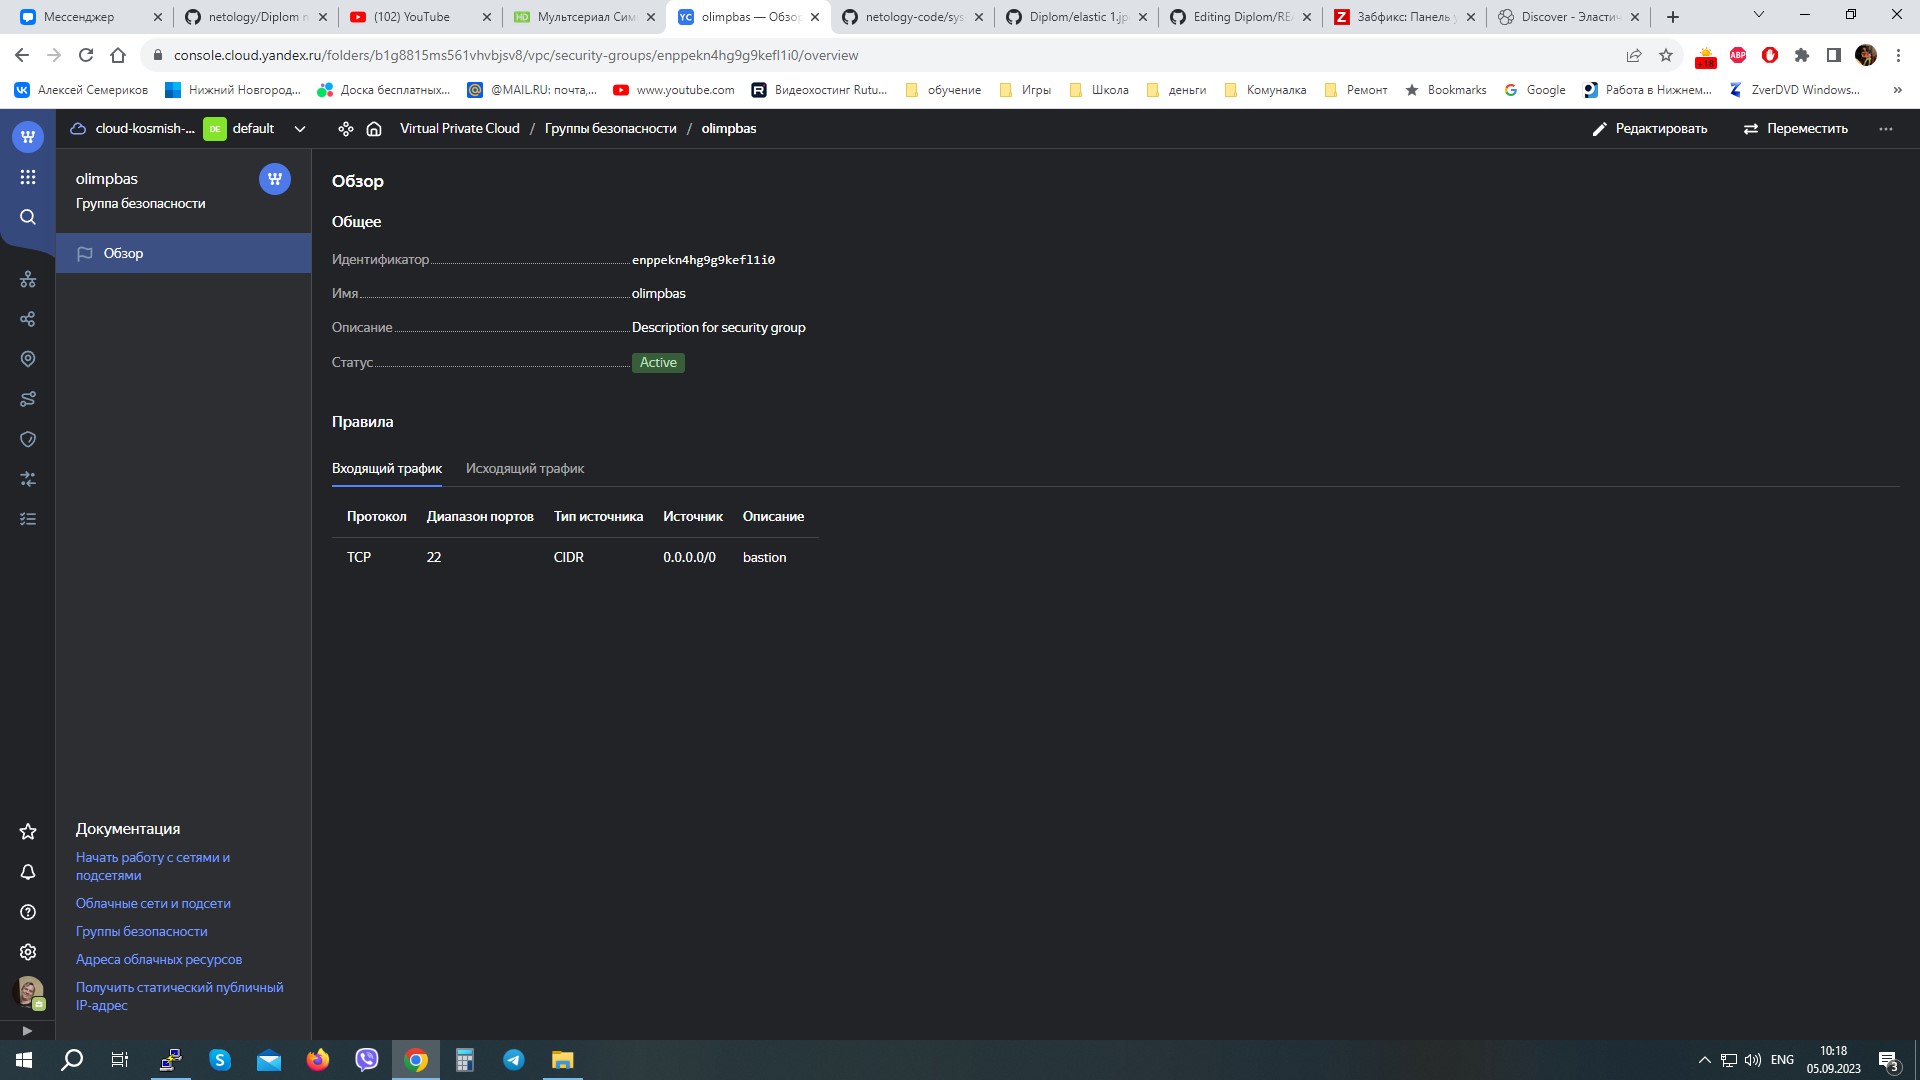 Мессенджер
netology/Diplom n
(102) YouTube
HD Мультсериал Сим
YC olimpbas — Обзо
netology-code/sys
Diplom/elastic 1.jp
Editing Diplom/RE
Z Забфикс: Панель у
Discover - Эластич
console.cloud.yandex.ru/folders/b1g8815ms561vhvbjsv8/vpc/security-groups/enppekn4hg9g9kefl1i0/overview
+18
ABP
Алексей Семериков
Нижний Новгород...
Доска бесплатных...
@MAIL.RU: почта,...
www.youtube.com
Видеохостинг Rutu...
обучение
Игры
Школа
деньги
Комуналка
Ремонт
Bookmarks
Google
Работа в Нижнем...
ZverDVD Windows...
»
cloud-kosmish-...
DE default
Virtual Private Cloud / Группы безопасности / olimpbas
Редактировать
Переместить
olimpbas
Группа безопасности
Обзор
Обзор
Общее
Идентификатор enppekn4hg9g9kefl1i0
Имя olimpbas
Описание Description for security group
Статус Active
Правила
Входящий трафик Исходящий трафик
Протокол Диапазон портов Тип источника Источник Описание
TCP 22 CIDR 0.0.0.0/0 bastion
Документация
Начать работу с сетями и
подсетями
Облачные сети и подсети
Группы безопасности
Адреса облачных ресурсов
Получить статический публичный
IP-адрес
ENG
10:18
05.09.2023
3